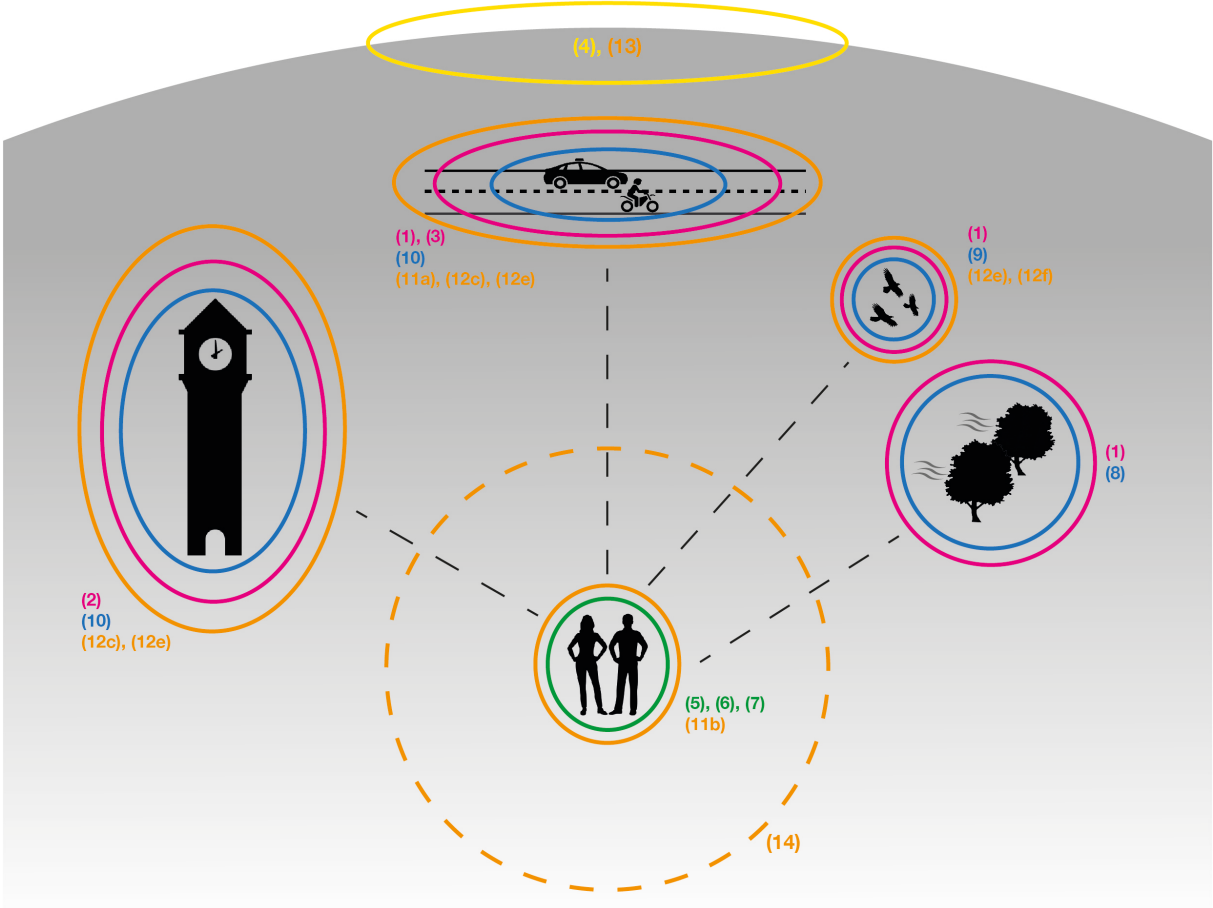 (4), (13)
(1), (3)
(10)
(11a), (12c), (12e)
(1)
(9)
(12e), (12f)
(1)
(8)
(2)
(10)
(12c), (12e)
(5), (6), (7)
(11b)
(14)